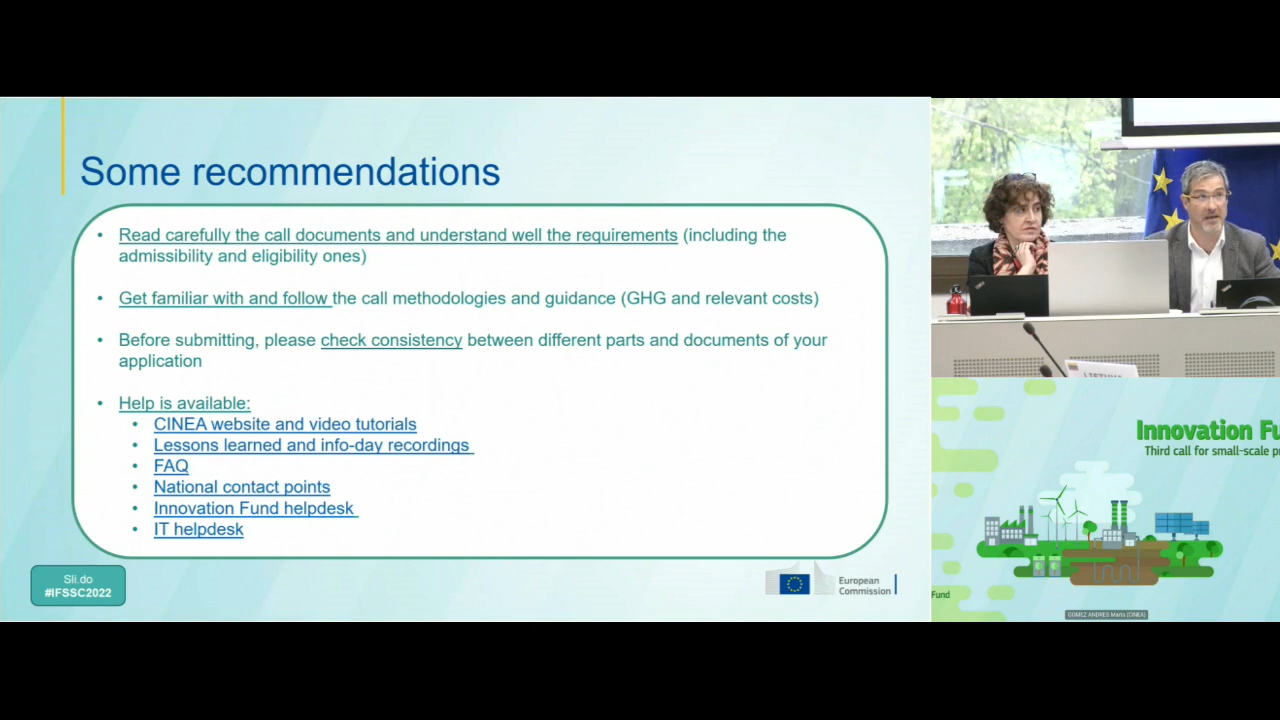 Some recommendations
• Read carefully the call documents and understand well the requirements (including the
admissibility and eligibility ones)
• Get familiar with and follow the call methodologies and guidance (GHG and relevant costs)
• Before submitting, please check consistency between different parts and documents of your
application
• Help is available:
• CINEA website and video tutorials
• Lessons learned and info-day recordings
• FAQ
• National contact points
• Innovation Fund helpdesk
• IT helpdesk
Sli.do
#IFSSC2022
European
Commission
LIETUVA
Innovation Fu
Third call for small-scale pr
Fund
GOMEZ ANDRES Marta (CINEA)